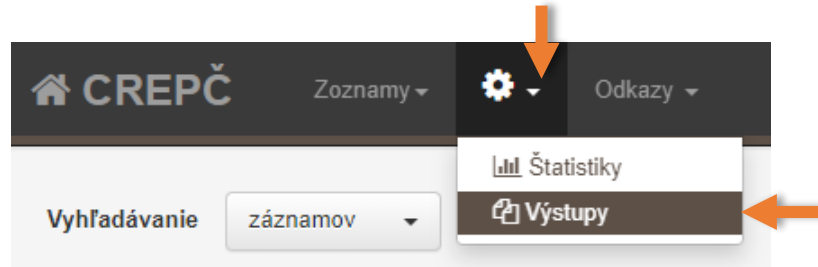 CREPČ Zoznamy Odkazy
Štatistiky
Výstupy
Vyhľadávanie záznamov